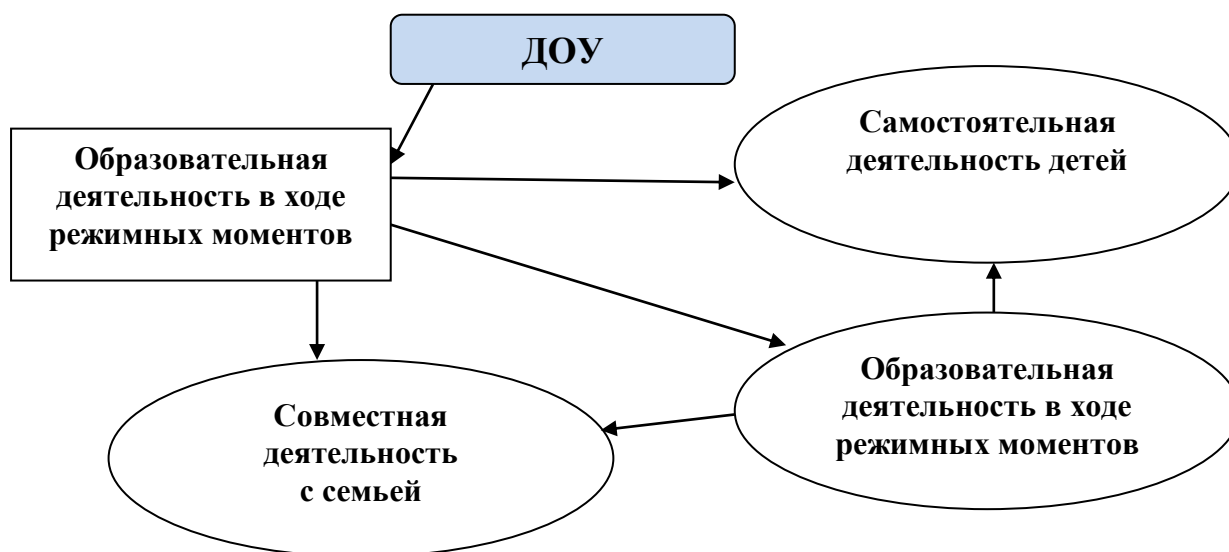 ДОУ
Образовательная
деятельность в ходе
режимных моментов
Самостоятельная
деятельность детей
Образовательная
деятельность в ходе
режимных моментов
Совместная
деятельность
с семьей